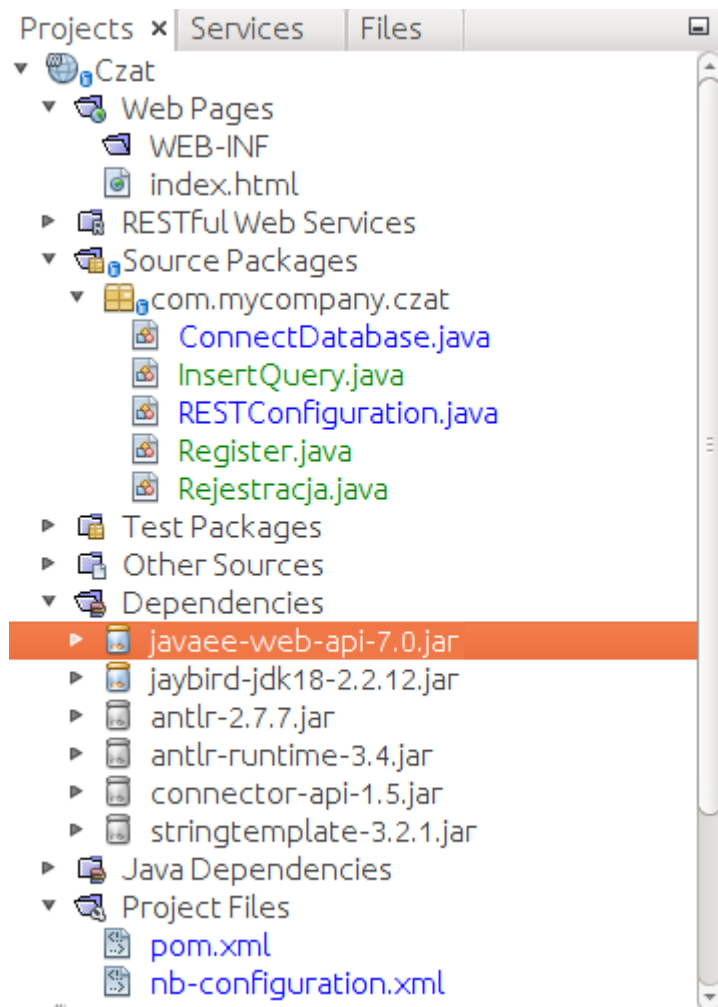 Projects Services Files
Czat
Web Pages
WEB-INF
index.html
RESTful Web Services
Source Packages
com.mycompany.czat
ConnectDatabase.java
InsertQuery.java
RESTConfiguration.java
Register.java
Rejestracja.java
Test Packages
Other Sources
Dependencies
javaee-web-api-7.0.jar
jaybird-jdk18-2.2.12.jar
antlr-2.7.7.jar
antlr-runtime-3.4.jar
connector-api-1.5.jar
stringtemplate-3.2.1.jar
Java Dependencies
Project Files
pom.xml
nb-configuration.xml